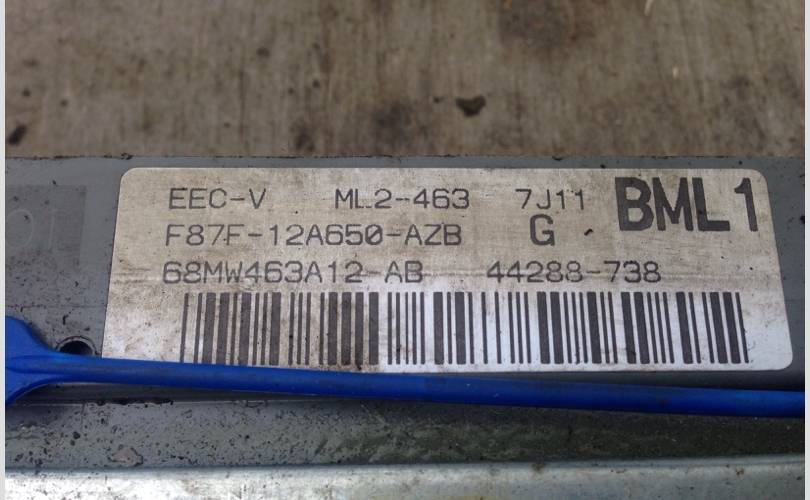 EEC-V ML2-463 7J11 BML1
F87F-12A650-AZB G
68MW463A12-AB 44288-738